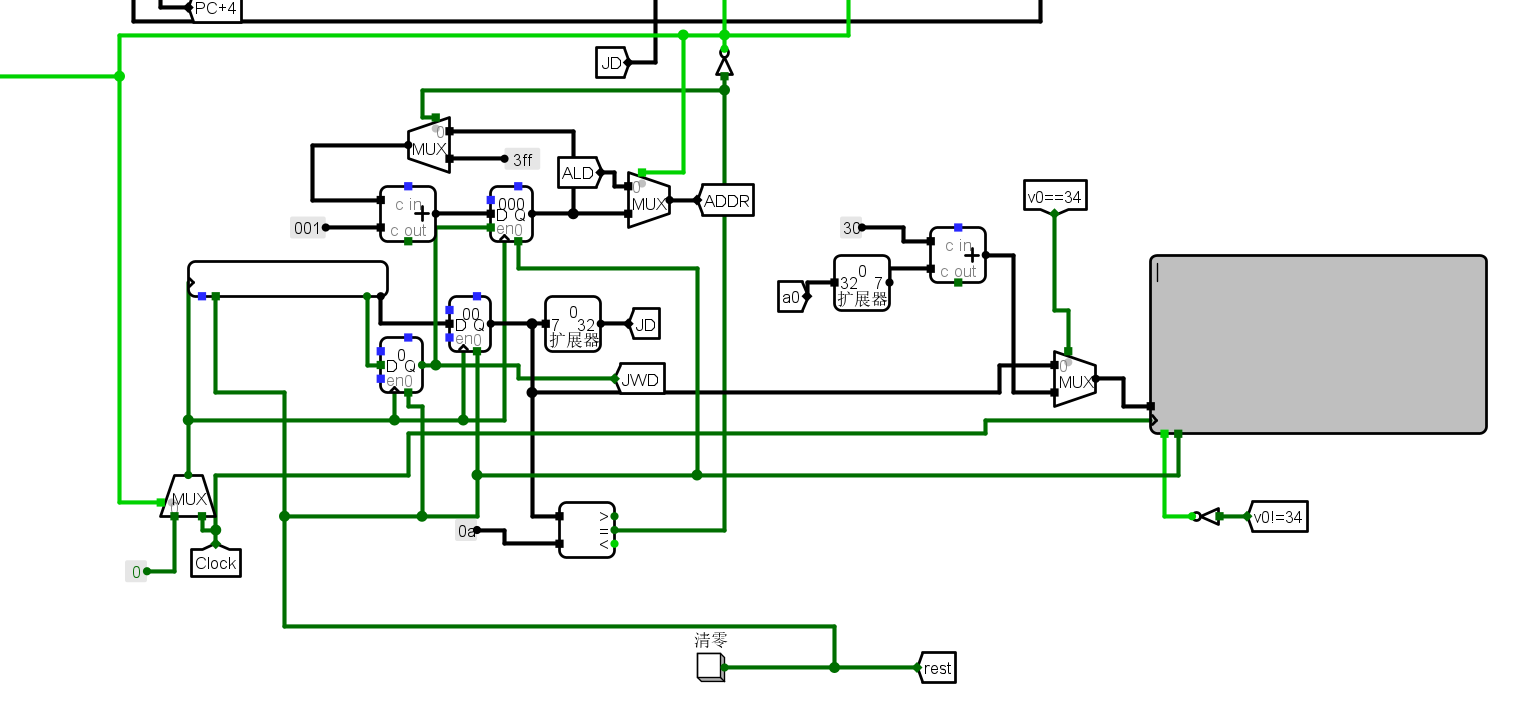 PC+4
JD
0
MUX
3ff
ALD
0
MUX
ADDR
v0==34
c in
c out
001
000
D Q
en0
30
c in
c out
0
32 7
扩展器
a0
00
D Q
en0
0
7 32
扩展器
JD
0
D Q
en0
JWD
0
MUX
MUX
0a
>
=
<
v0!=34
Clock
0
清零
rest